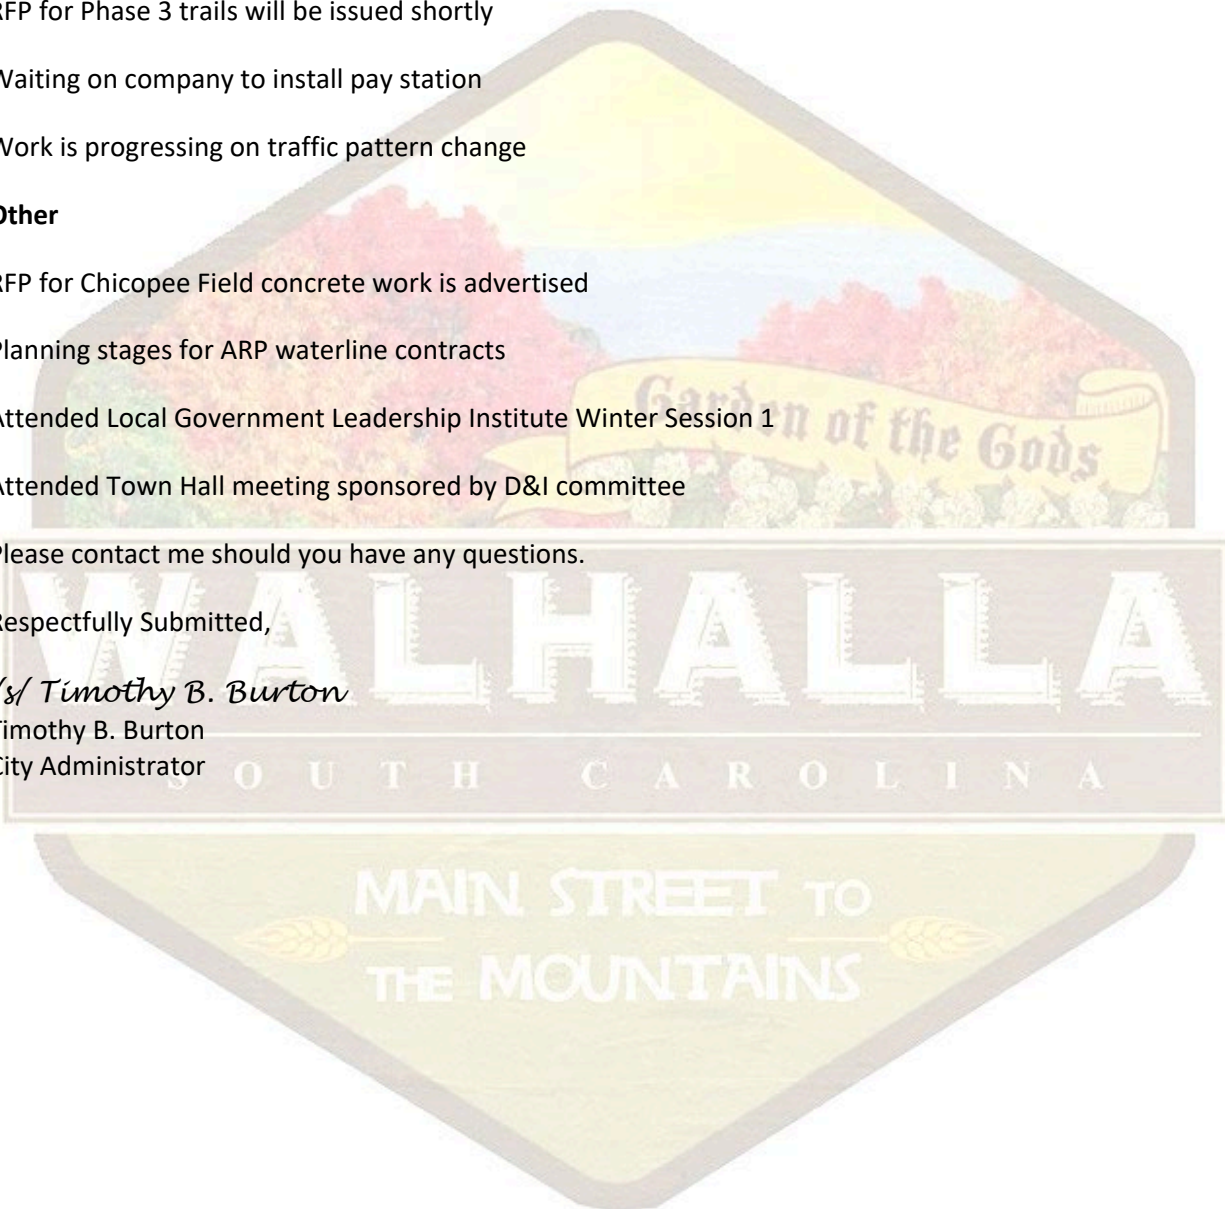 RFP for Phase 3 trails will be issued shortly
Waiting on company to install pay station
Work is progressing on traffic pattern change
Other
RFP for Chicopee Field concrete work is advertised
Planning stages for ARP waterline contracts
Attended Local Government Leadership Institute Winter Session 1
Attended Town Hall meeting sponsored by D&I committee
Please contact me should you have any questions.
Respectfully Submitted,
/s/ Timothy B. Burton
Timothy B. Burton
City Administrator
Garden of the Gods
WALHALLA
SOUTH CAROLINA
MAIN STREET TO
THE MOUNTAINS